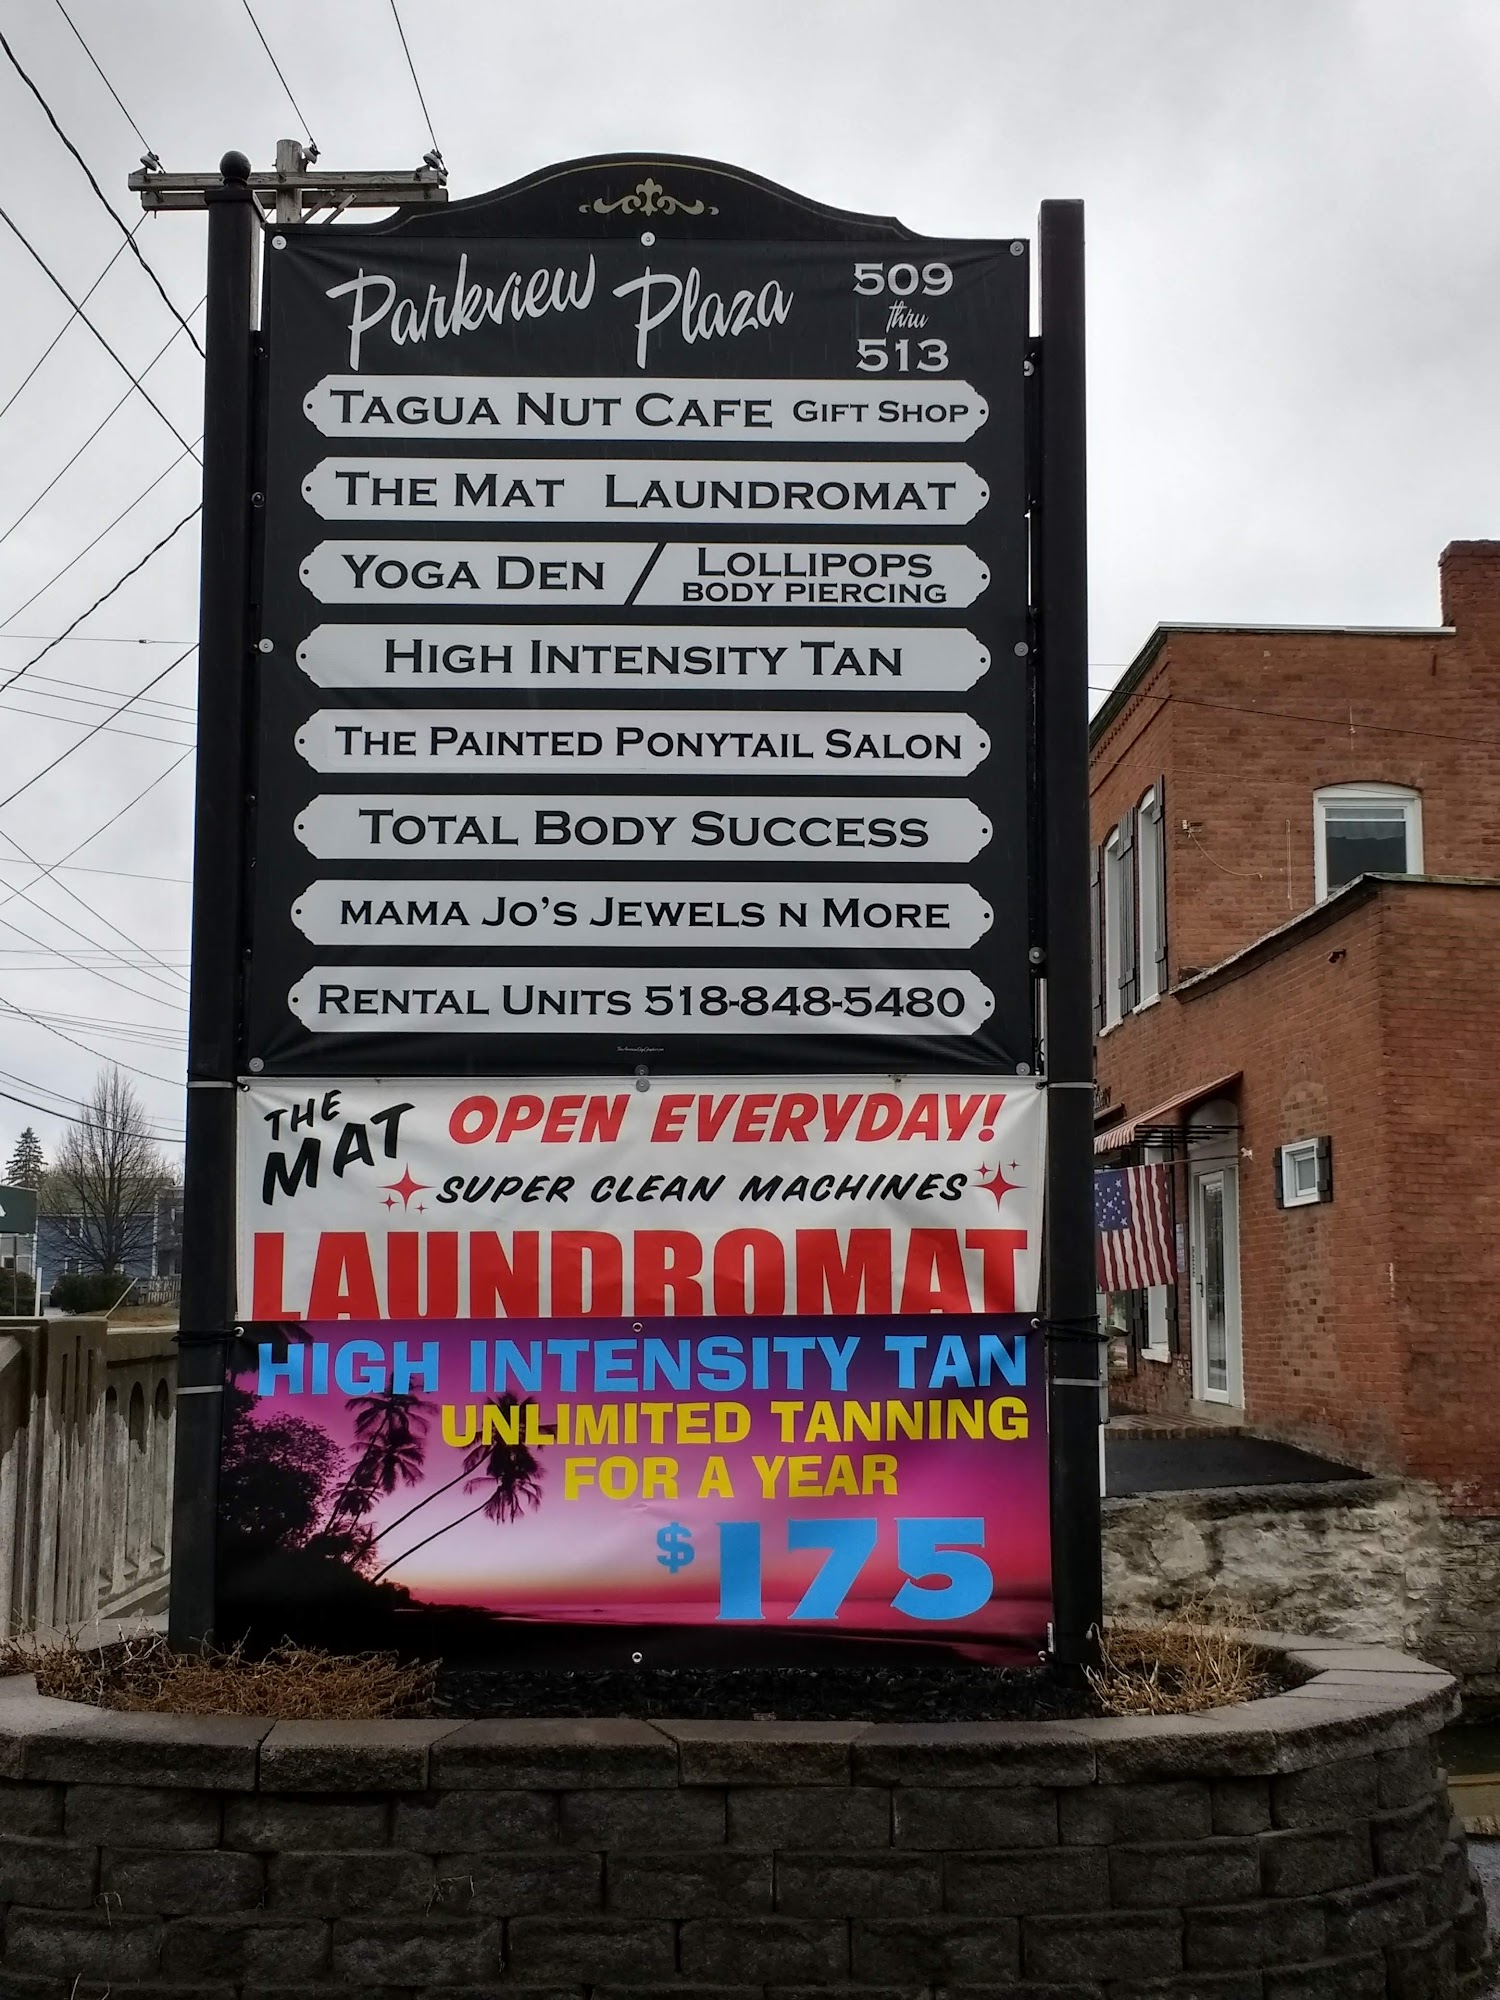 Parkview Plaza 509 thru 513
TAGUA NUT CAFE GIFT SHOP
THE MAT LAUNDROMAT
YOGA DEN / LOLLIPOPS BODY PIERCING
HIGH INTENSITY TAN
THE PAINTED PONYTAIL SALON
TOTAL BODY SUCCESS
MAMA JO'S JEWELS N MORE
RENTAL UNITS 518-848-5480
THE MAT OPEN EVERYDAY!
SUPER CLEAN MACHINES
LAUNDROMAT
HIGH INTENSITY TAN
UNLIMITED TANNING
FOR A YEAR
$175